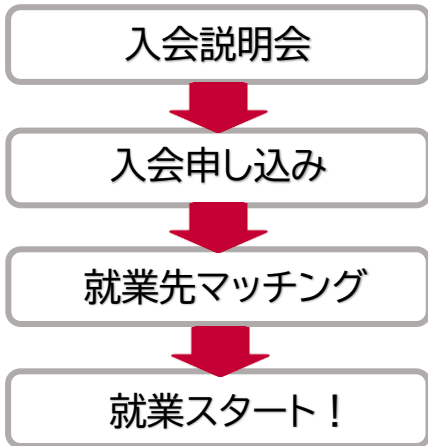 入会説明会
入会申し込み
就業先マッチング
就業スタート！